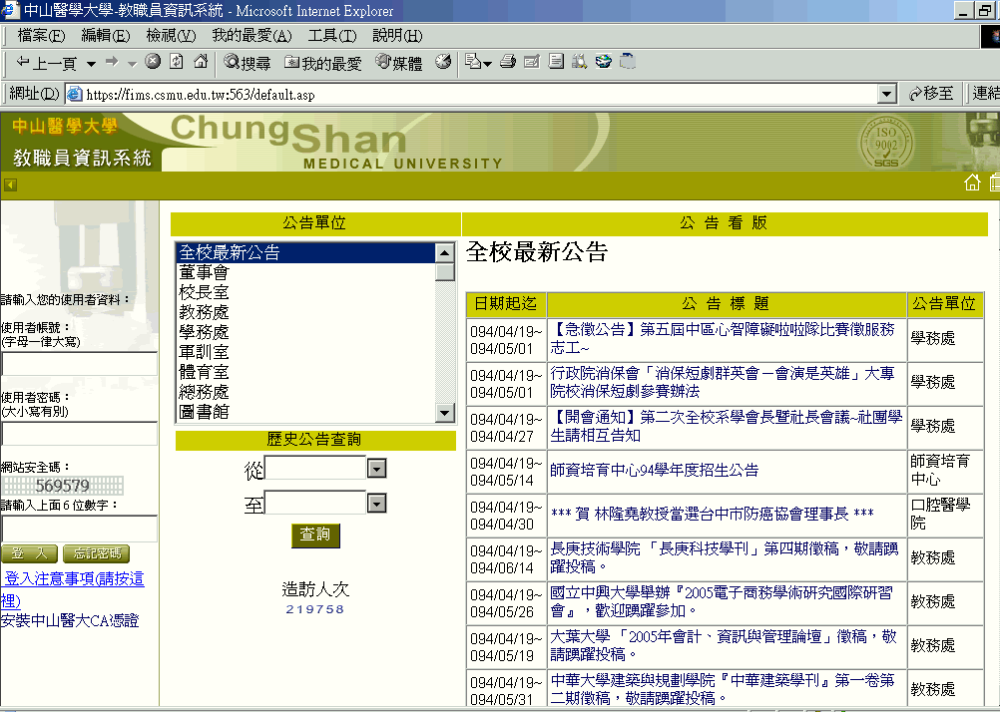 中山醫學大學-教職員資訊系統 - Microsoft Internet Explorer
檔案(F) 編輯(E) 檢視(V) 我的最愛(A) 工具(T) 說明(H)
上一頁 搜尋 我的最愛 媒體
網址(D) https://fims.csmu.edu.tw:563/default.asp 移至 連結
中山醫學大學
教職員資訊系統
ChungShan
MEDICAL UNIVERSITY
ISO
9002
SGS
請輸入您的使用者資料：
使用者帳號：
(字母一律大寫)
使用者密碼：
(大小寫有別)
網站安全碼：
569579
請輸入上面6位數字：
登 入 忘記密碼
登入注意事項(請按這
裡)
安裝中山醫大CA憑證
公告單位
全校最新公告
董事會
校長室
教務處
學務處
軍訓室
體育室
總務處
圖書館
歷史公告查詢
從
至
查詢
造訪人次
219758
公 告 看 版
全校最新公告
日期起迄 公 告 標 題 公告單位
094/04/19~
094/05/01
【急徵公告】第五屆中區心智障礙啦啦隊比賽徵服務
志工~
學務處
094/04/19~
094/05/01
行政院消保會「消保短劇群英會－會演是英雄」大專
院校消保短劇參賽辦法
學務處
094/04/19~
094/04/27
【開會通知】第二次全校系學會長暨社長會議~社團學
生請相互告知
學務處
094/04/19~
094/05/14
師資培育中心94學年度招生公告
師資培育
中心
094/04/19~
094/04/30
*** 賀 林隆堯教授當選台中市防癌協會理事長 ***
口腔醫學
院
094/04/19~
094/06/14
長庚技術學院 「長庚科技學刊」第四期徵稿，敬請踴
躍投稿。
教務處
094/04/19~
094/05/26
國立中興大學舉辦『2005電子商務學術研究國際研習
會』，歡迎踴躍參加。
教務處
094/04/19~
094/05/19
大葉大學 「2005年會計、資訊與管理論壇」徵稿，敬
請踴躍投稿。
教務處
094/04/19~
094/05/31
中華大學建築與規劃學院『中華建築學刊』第一卷第
二期徵稿，敬請踴躍投稿。
教務處